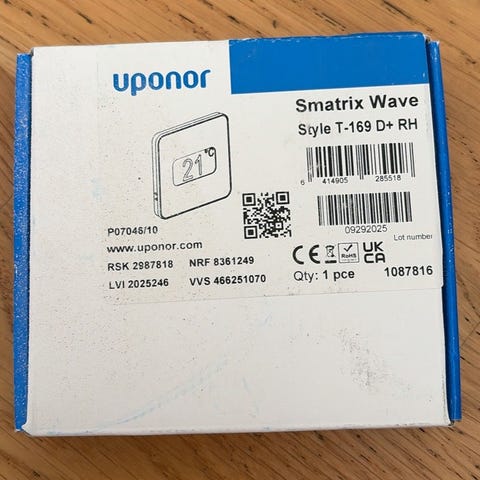 uponor
Smatrix Wave
Style T-169 D+ RH
21°
6 414905 285518
P07046/10
09292025
www.uponor.com
Lot number
RSK 2987818 NRF 8361249
CE RoHS UK CA
LVI 2025246 VVS 466251070
Qty: 1 pce 1087816